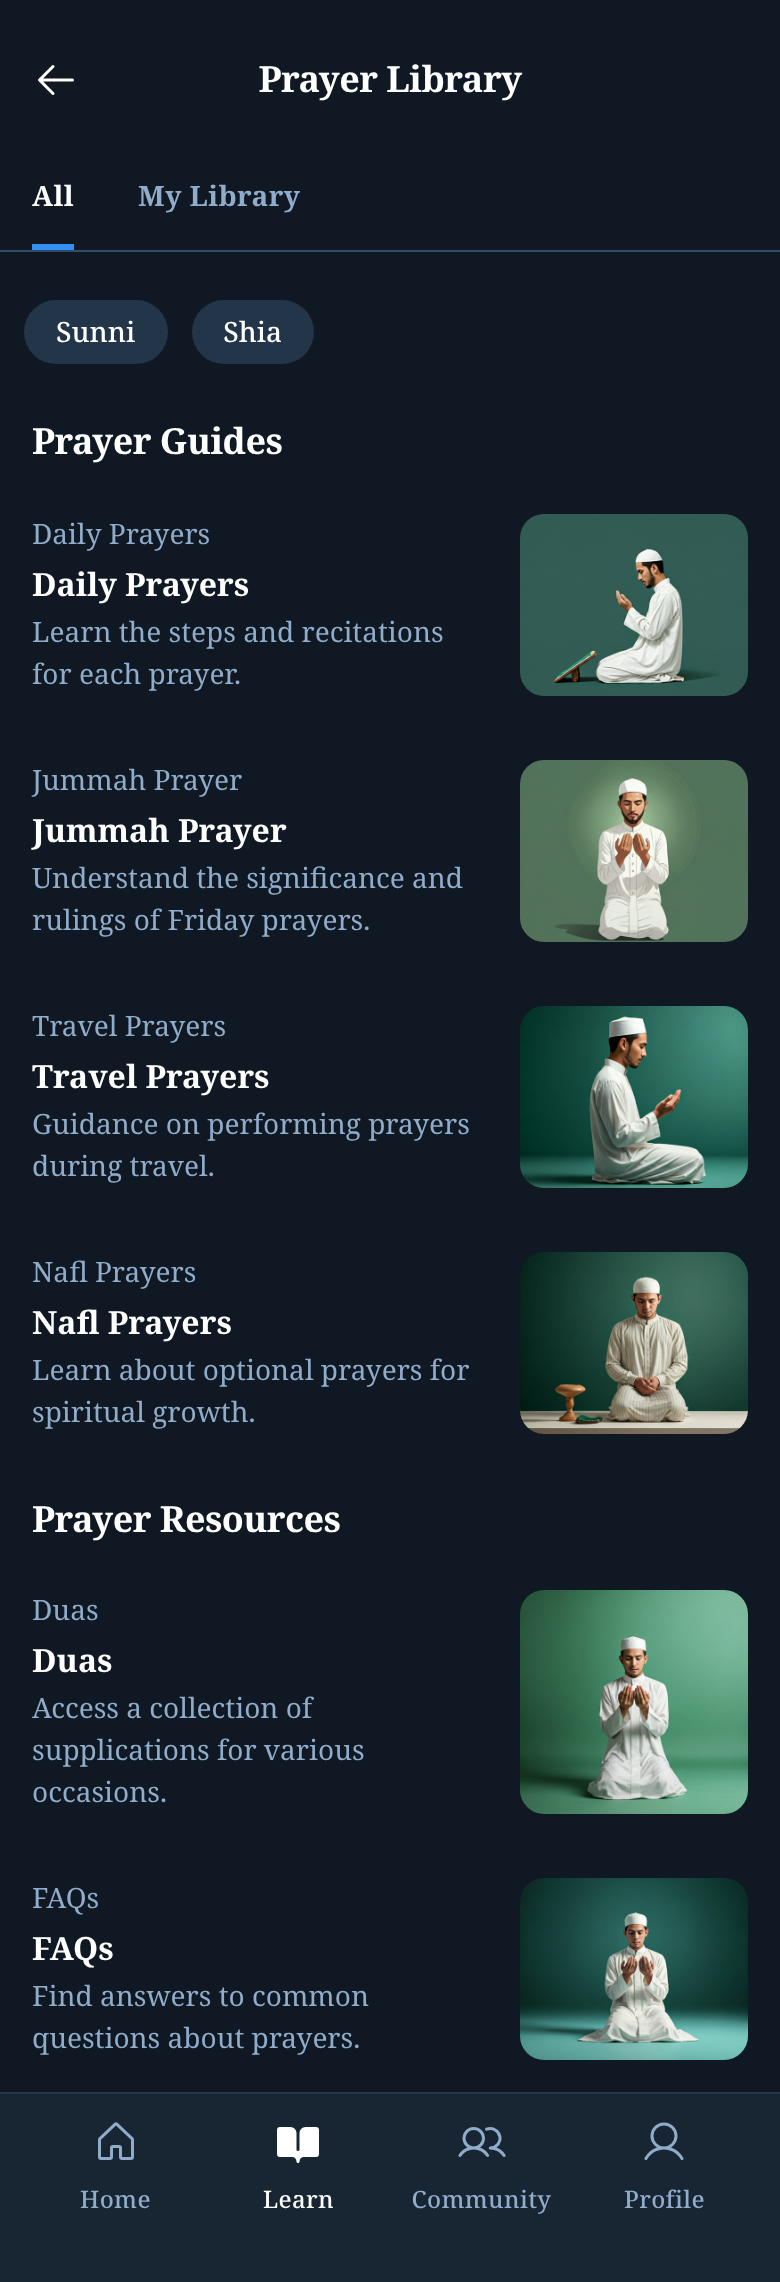 Prayer Library
All
My Library
Sunni
Shia
Prayer Guides
Daily Prayers
Daily Prayers
Learn the steps and recitations
for each prayer.
Jummah Prayer
Jummah Prayer
Understand the significance and
rulings of Friday prayers.
Travel Prayers
Travel Prayers
Guidance on performing prayers
during travel.
Nafl Prayers
Nafl Prayers
Learn about optional prayers for
spiritual growth.
Prayer Resources
Duas
Duas
Access a collection of
supplications for various
occasions.
FAQs
FAQs
Find answers to common
questions about prayers.
Home
Learn
Community
Profile